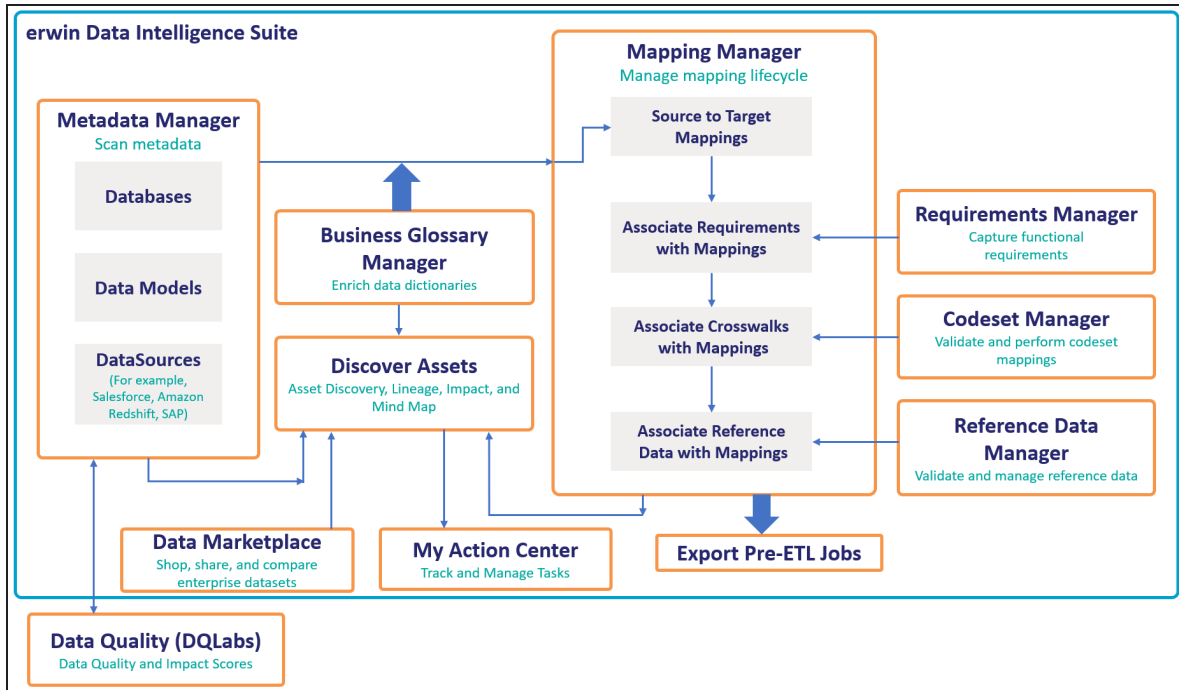 erwin Data Intelligence Suite
Metadata Manager
Scan metadata
Databases
Data Models
DataSources
(For example,
Salesforce, Amazon
Redshift, SAP)
Business Glossary
Manager
Enrich data dictionaries
Discover Assets
Asset Discovery, Lineage, Impact, and
Mind Map
Mapping Manager
Manage mapping lifecycle
Source to Target
Mappings
Associate Requirements
with Mappings
Associate Crosswalks
with Mappings
Associate Reference
Data with Mappings
Requirements Manager
Capture functional
requirements
Codeset Manager
Validate and perform codeset
mappings
Reference Data
Manager
Validate and manage reference data
Data Marketplace
Shop, share, and compare
enterprise datasets
My Action Center
Track and Manage Tasks
Export Pre-ETL Jobs
Data Quality (DQLabs)
Data Quality and Impact Scores